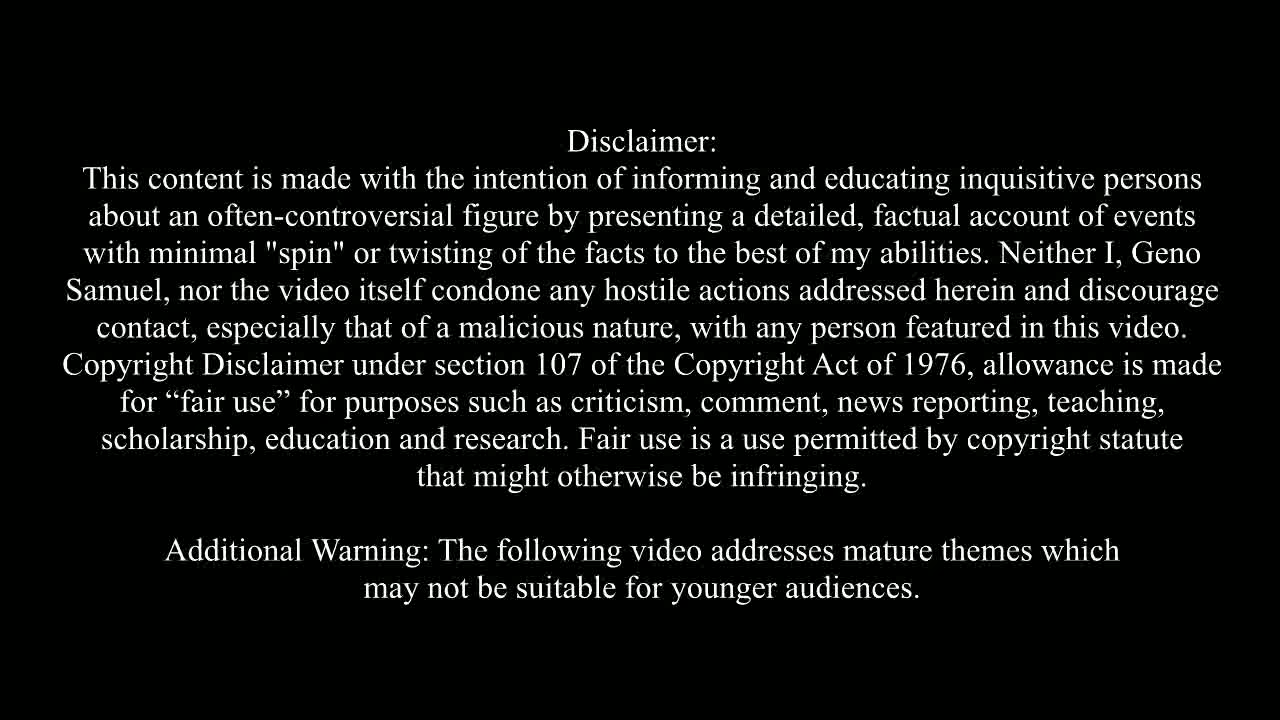 Disclaimer:
This content is made with the intention of informing and educating inquisitive persons
about an often-controversial figure by presenting a detailed, factual account of events
with minimal "spin" or twisting of the facts to the best of my abilities. Neither I, Geno
Samuel, nor the video itself condone any hostile actions addressed herein and discourage
contact, especially that of a malicious nature, with any person featured in this video.
Copyright Disclaimer under section 107 of the Copyright Act of 1976, allowance is made
for “fair use” for purposes such as criticism, comment, news reporting, teaching,
scholarship, education and research. Fair use is a use permitted by copyright statute
that might otherwise be infringing.
Additional Warning: The following video addresses mature themes which
may not be suitable for younger audiences.